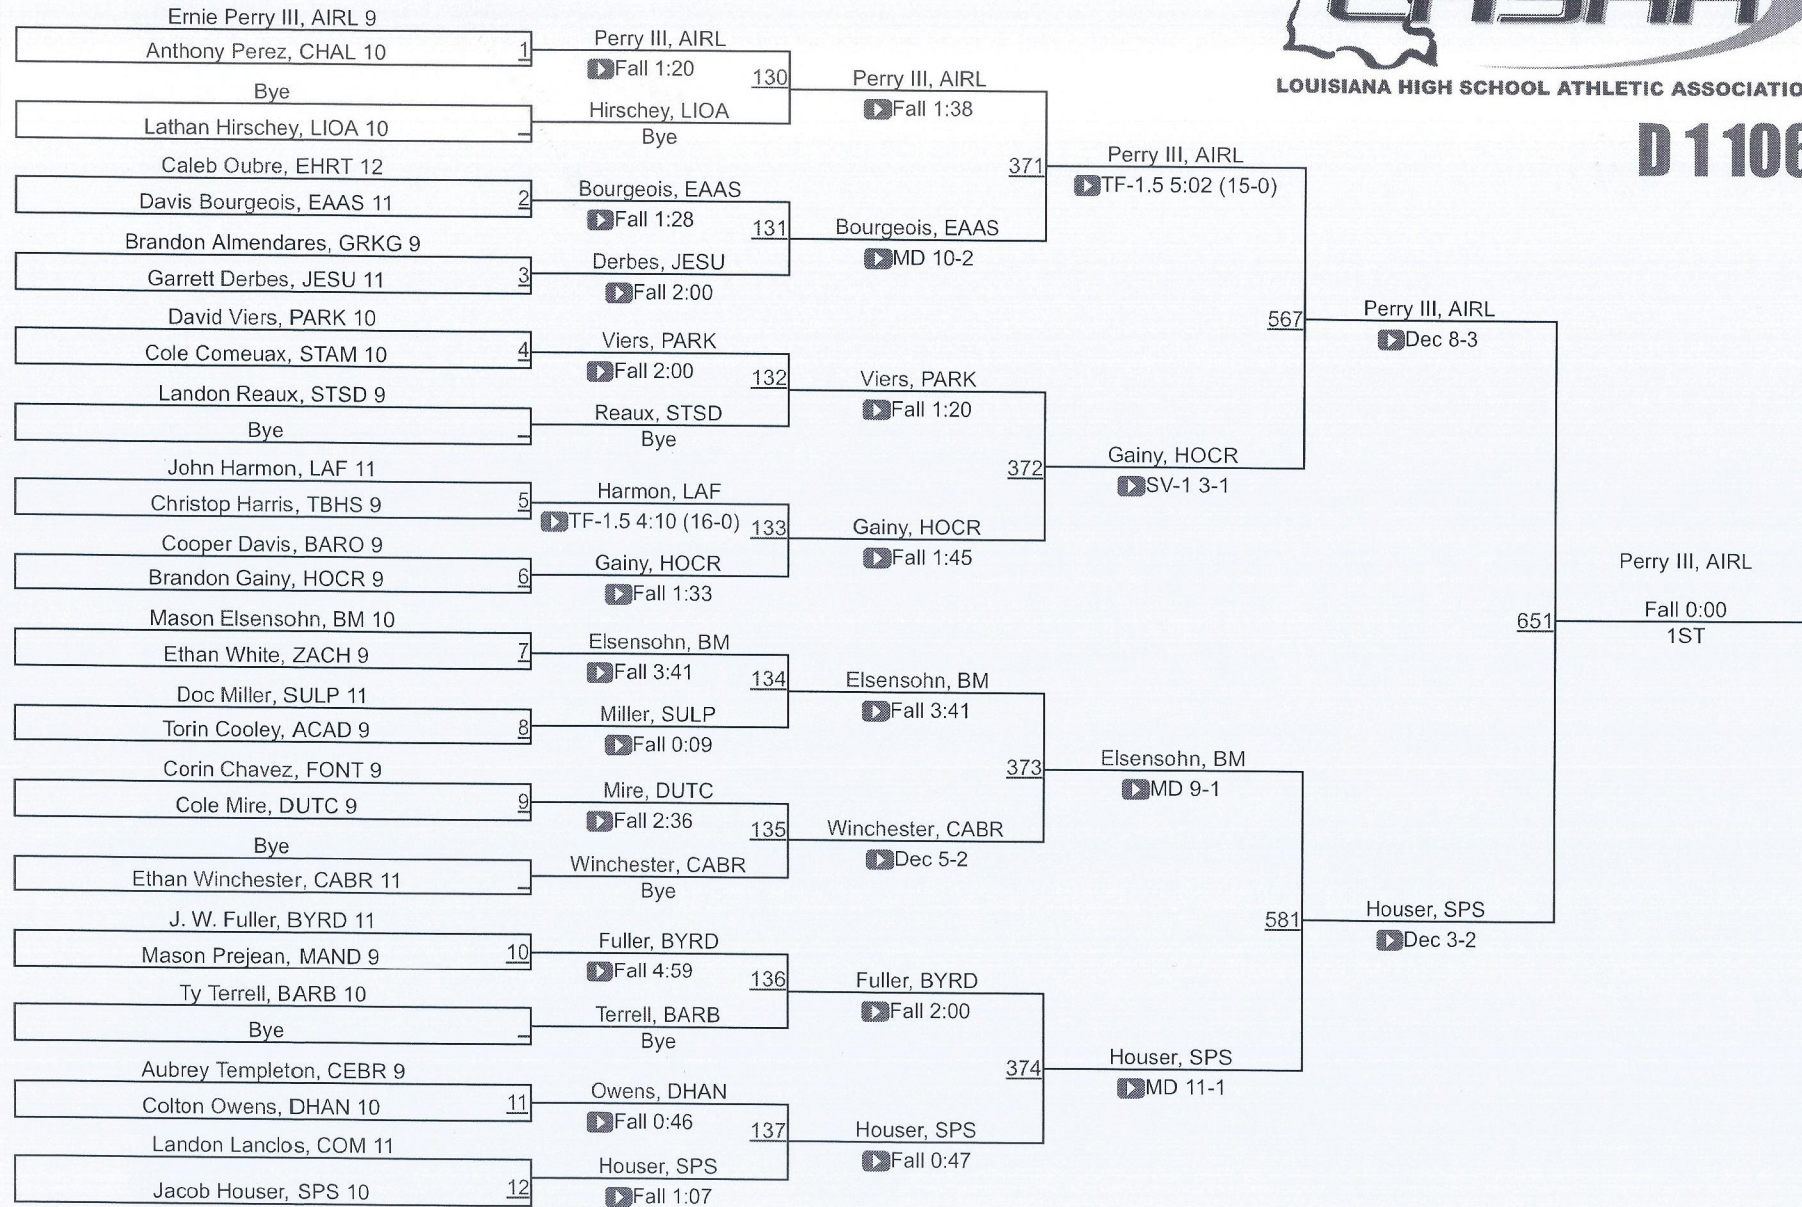 LHSAA
LOUISIANA HIGH SCHOOL ATHLETIC ASSOCIATIO
D 1 106
Ernie Perry III, AIRL 9
Anthony Perez, CHAL 10
1
Bye
Lathan Hirschey, LIOA 10
Caleb Oubre, EHRT 12
Davis Bourgeois, EAAS 11
2
Brandon Almendares, GRKG 9
Garrett Derbes, JESU 11
3
David Viers, PARK 10
Cole Comeuax, STAM 10
4
Landon Reaux, STSD 9
Bye
John Harmon, LAF 11
Christop Harris, TBHS 9
5
Cooper Davis, BARO 9
Brandon Gainy, HOCR 9
6
Mason Elsensohn, BM 10
Ethan White, ZACH 9
7
Doc Miller, SULP 11
Torin Cooley, ACAD 9
8
Corin Chavez, FONT 9
Cole Mire, DUTC 9
9
Bye
Ethan Winchester, CABR 11
J. W. Fuller, BYRD 11
Mason Prejean, MAND 9
10
Ty Terrell, BARB 10
Bye
Aubrey Templeton, CEBR 9
Colton Owens, DHAN 10
11
Landon Lanclos, COM 11
Jacob Houser, SPS 10
12
Perry III, AIRL
Fall 1:20
130
Hirschey, LIOA
Bye
Bourgeois, EAAS
Fall 1:28
131
Derbes, JESU
Fall 2:00
Viers, PARK
Fall 2:00
132
Reaux, STSD
Bye
Harmon, LAF
TF-1.5 4:10 (16-0)
133
Gainy, HOCR
Fall 1:33
Elsensohn, BM
Fall 3:41
134
Miller, SULP
Fall 0:09
Mire, DUTC
Fall 2:36
135
Winchester, CABR
Bye
Fuller, BYRD
Fall 4:59
136
Terrell, BARB
Bye
Owens, DHAN
Fall 0:46
137
Houser, SPS
Fall 1:07
Perry III, AIRL
Fall 1:38
371
Bourgeois, EAAS
MD 10-2
Viers, PARK
Fall 1:20
372
Gainy, HOCR
Fall 1:45
Elsensohn, BM
Fall 3:41
373
Winchester, CABR
Dec 5-2
Fuller, BYRD
Fall 2:00
374
Houser, SPS
Fall 0:47
Perry III, AIRL
TF-1.5 5:02 (15-0)
567
Gainy, HOCR
SV-1 3-1
Elsensohn, BM
MD 9-1
581
Houser, SPS
MD 11-1
Perry III, AIRL
Dec 8-3
651
Houser, SPS
Dec 3-2
Perry III, AIRL
Fall 0:00
1ST